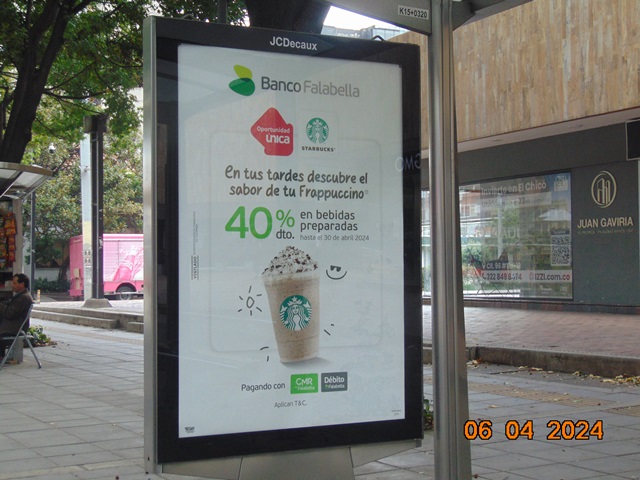 K15+0320
JCDecaux
Banco Falabella
Oportunidad
única
STARBUCKS
En tus tardes descubre el
sabor de tu Frappuccino
40% dto.
en bebidas
preparadas
hasta el 30 de abril 2024
Pagando con
CMR
Débito
Aplican T&C.
JUAN GAVIRIA
06 04 2024